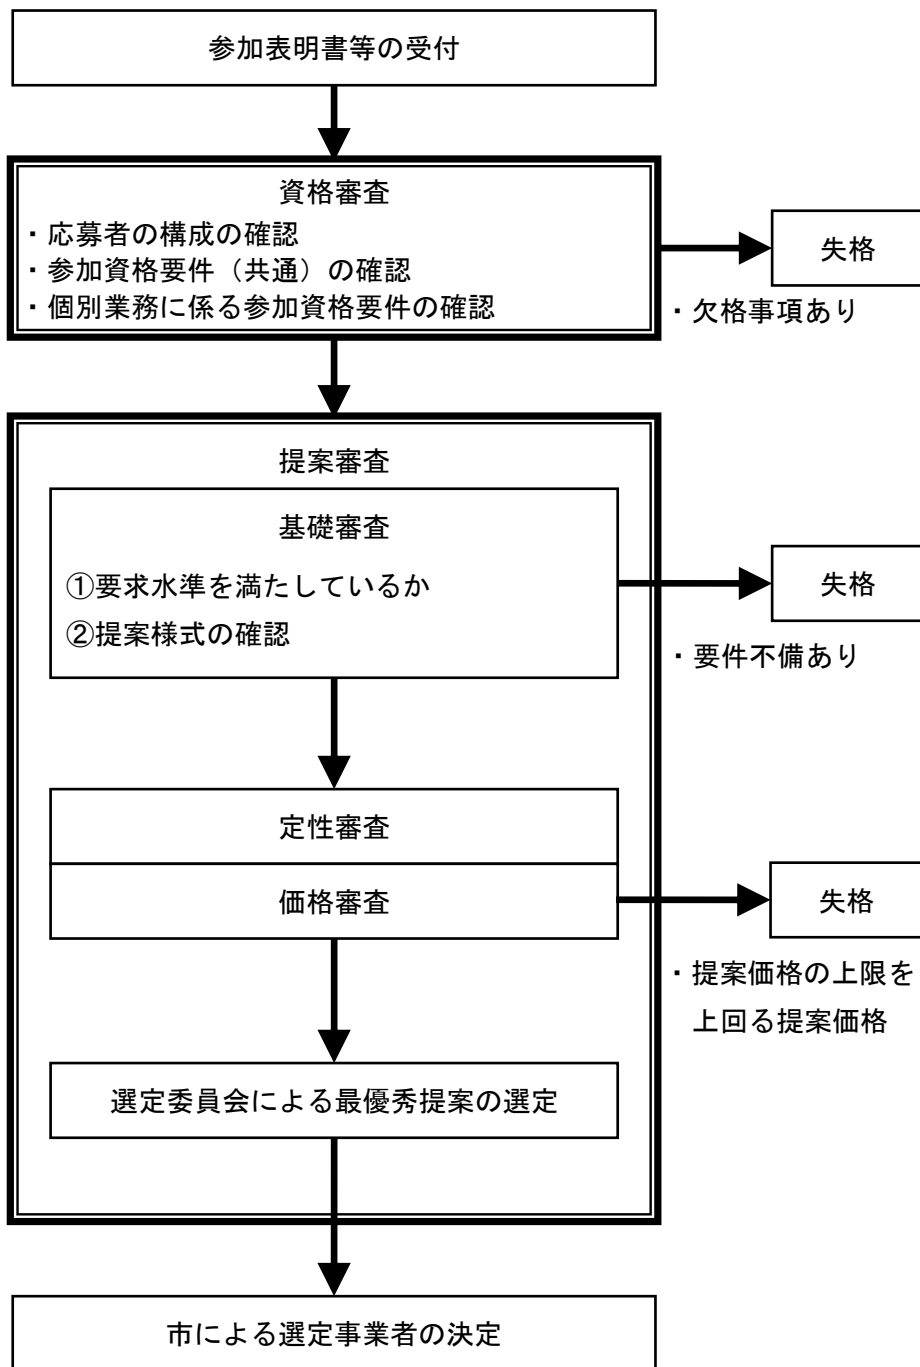 参加表明書等の受付
資格審査
・応募者の構成の確認
・参加資格要件（共通）の確認
・個別業務に係る参加資格要件の確認
失格
・欠格事項あり
提案審査
基礎審査
①要求水準を満たしているか
②提案様式の確認
失格
・要件不備あり
定性審査
価格審査
失格
・提案価格の上限を
上回る提案価格
選定委員会による最優秀提案の選定
市による選定事業者の決定